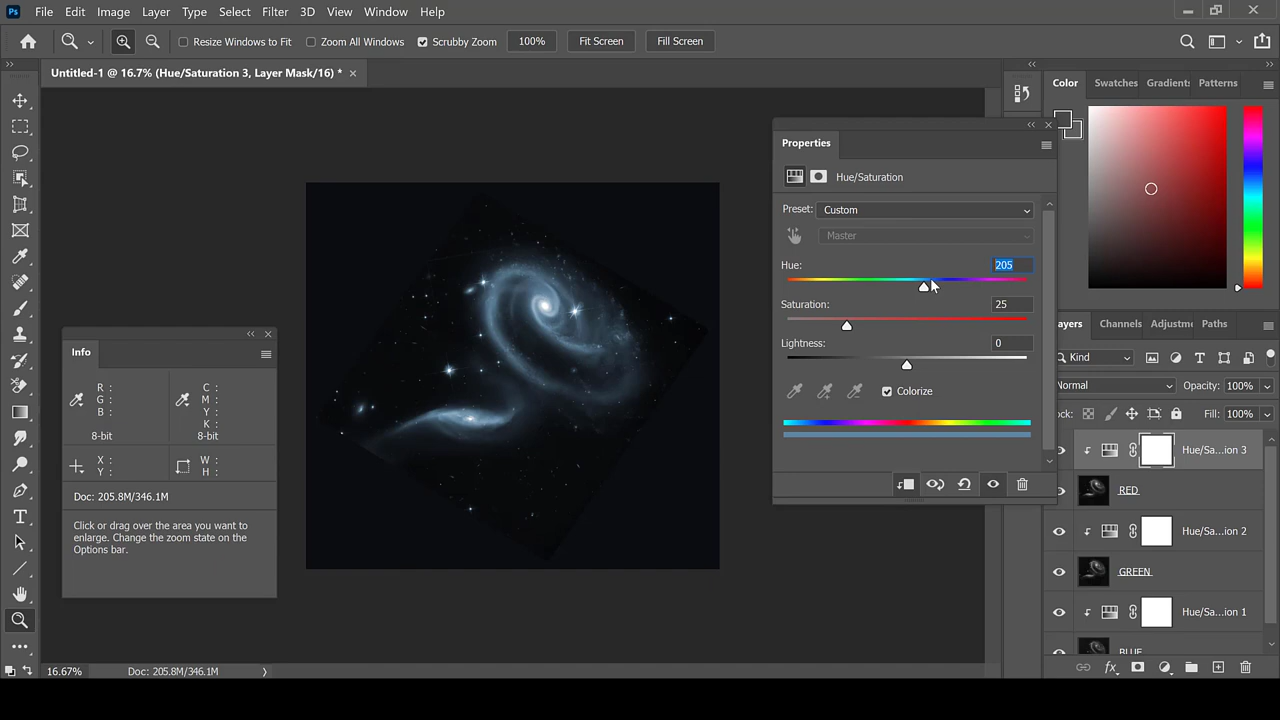 Ps File Edit Image Layer Type Select Filter 3D View Window Help
Resize Windows to Fit Zoom All Windows Scrubby Zoom 100% Fit Screen Fill Screen
Untitled-1 @ 16.7% (Hue/Saturation 3, Layer Mask/16) *
Color Swatches Gradients Patterns
Properties
Hue/Saturation
Preset: Custom
Master
Hue: 205
Saturation: 25
Lightness: 0
Colorize
Info
R :
G :
B :
8-bit
C :
M :
Y :
K :
8-bit
X :
Y :
W :
H :
Doc: 205.8M/346.1M
Click or drag over the area you want to
enlarge. Change the zoom state on the
Options bar.
ayers Channels Adjustm Paths
Kind
Normal Opacity: 100%
ock: Fill: 100%
Hue/Sa...ion 3
RED
Hue/Sa...ion 2
GREEN
Hue/Sa...ion 1
BLUE
fx
16.67% Doc: 205.8M/346.1M